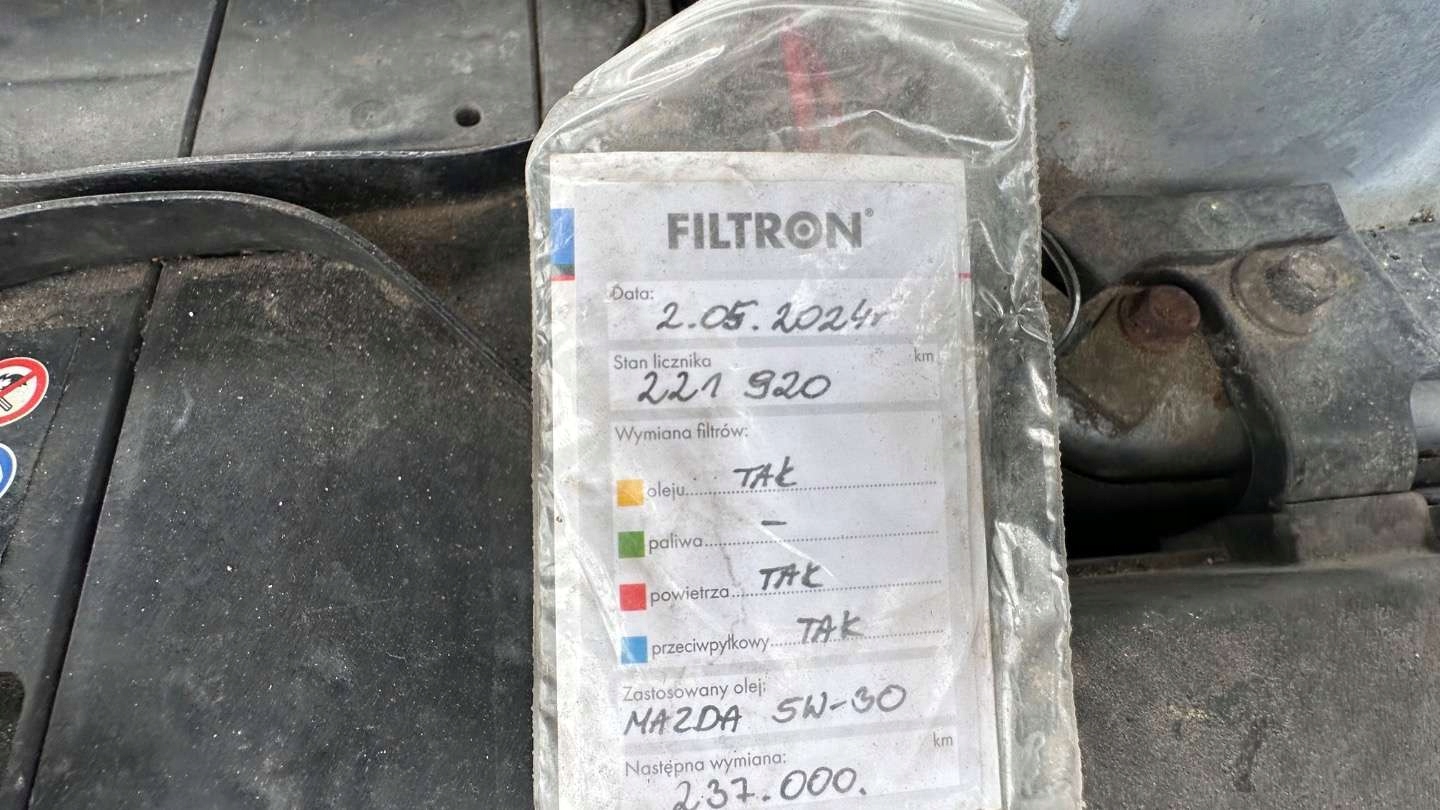 FILTRON®
Data:
2.05.2024r
Stan licznika km
221 920
Wymiana filtrów:
oleju TAK
paliwa –
powietrza TAK
przeciwpyłkowy TAK
Zastosowany olej:
MAZDA 5W-30
Następna wymiana: km
237.000.